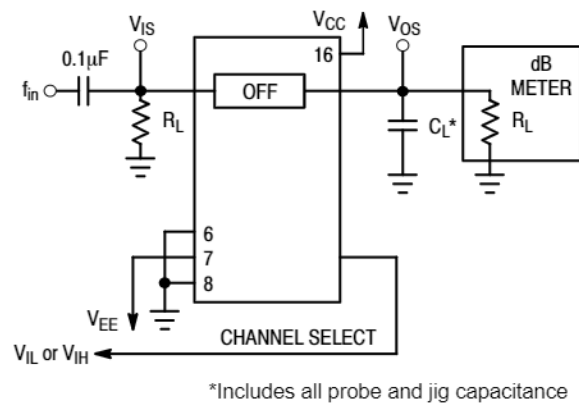 V_IS
V_CC
V_OS
0.1μF
16
dB
METER
f_in
OFF
R_L
C_L*
R_L
6
7
8
V_EE
CHANNEL SELECT
V_IL or V_IH
*Includes all probe and jig capacitance